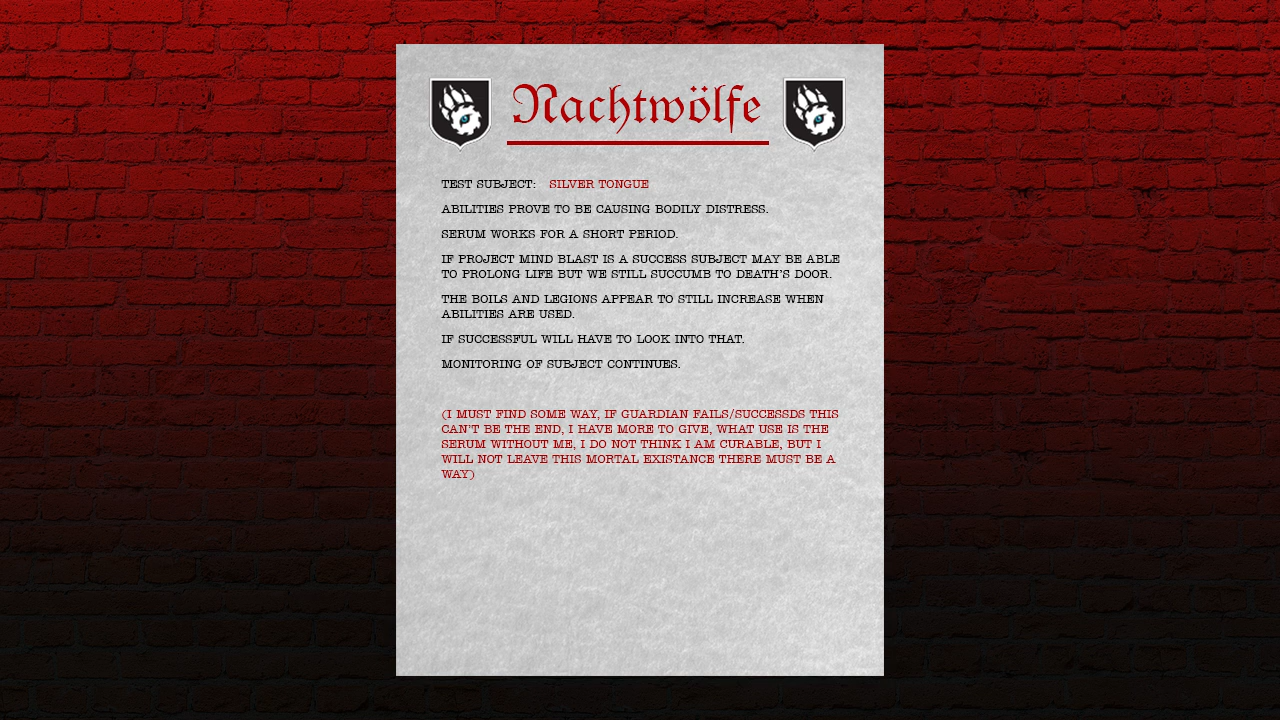 Nachtwölfe
TEST SUBJECT: SILVER TONGUE
ABILITIES PROVE TO BE CAUSING BODILY DISTRESS.
SERUM WORKS FOR A SHORT PERIOD.
IF PROJECT MIND BLAST IS A SUCCESS SUBJECT MAY BE ABLE
TO PROLONG LIFE BUT WE STILL SUCCUMB TO DEATH'S DOOR.
THE BOILS AND LEGIONS APPEAR TO STILL INCREASE WHEN
ABILITIES ARE USED.
IF SUCCESSFUL WILL HAVE TO LOOK INTO THAT.
MONITORING OF SUBJECT CONTINUES.
(I MUST FIND SOME WAY, IF GUARDIAN FAILS/SUCCESSDS THIS
CAN'T BE THE END, I HAVE MORE TO GIVE, WHAT USE IS THE
SERUM WITHOUT ME, I DO NOT THINK I AM CURABLE, BUT I
WILL NOT LEAVE THIS MORTAL EXISTANCE THERE MUST BE A
WAY)